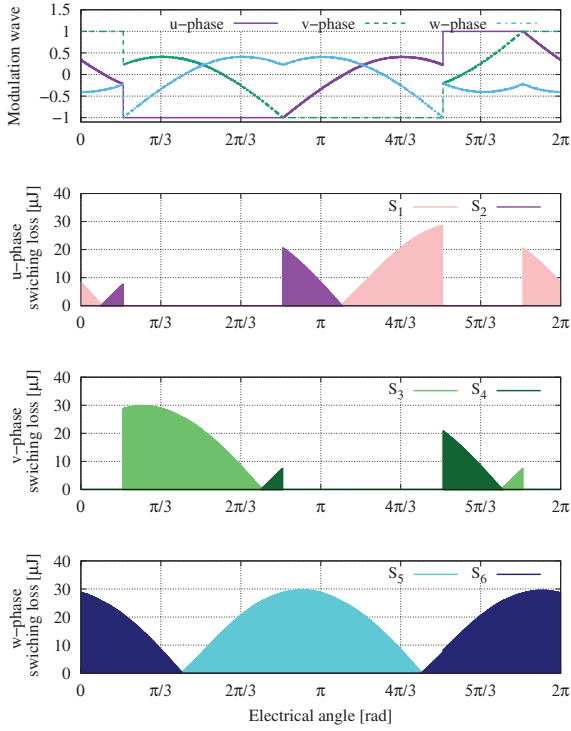 1.5
u−phase v−phase w−phase
1
0.5
0
−0.5
−1
Modulation wave
0 π/3 2π/3 π 4π/3 5π/3 2π
40
S1 S2
30
20
10
0
u−phase
swiching loss [μJ]
0 π/3 2π/3 π 4π/3 5π/3 2π
40
S3 S4
30
20
10
0
v−phase
swiching loss [μJ]
0 π/3 2π/3 π 4π/3 5π/3 2π
40
S5 S6
30
20
10
0
w−phase
swiching loss [μJ]
0 π/3 2π/3 π 4π/3 5π/3 2π
Electrical angle [rad]